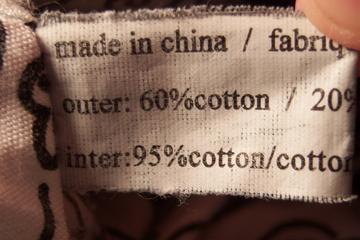 made in china / fabriq
outer: 60%cotton / 20%
inter:95%cotton/cotton